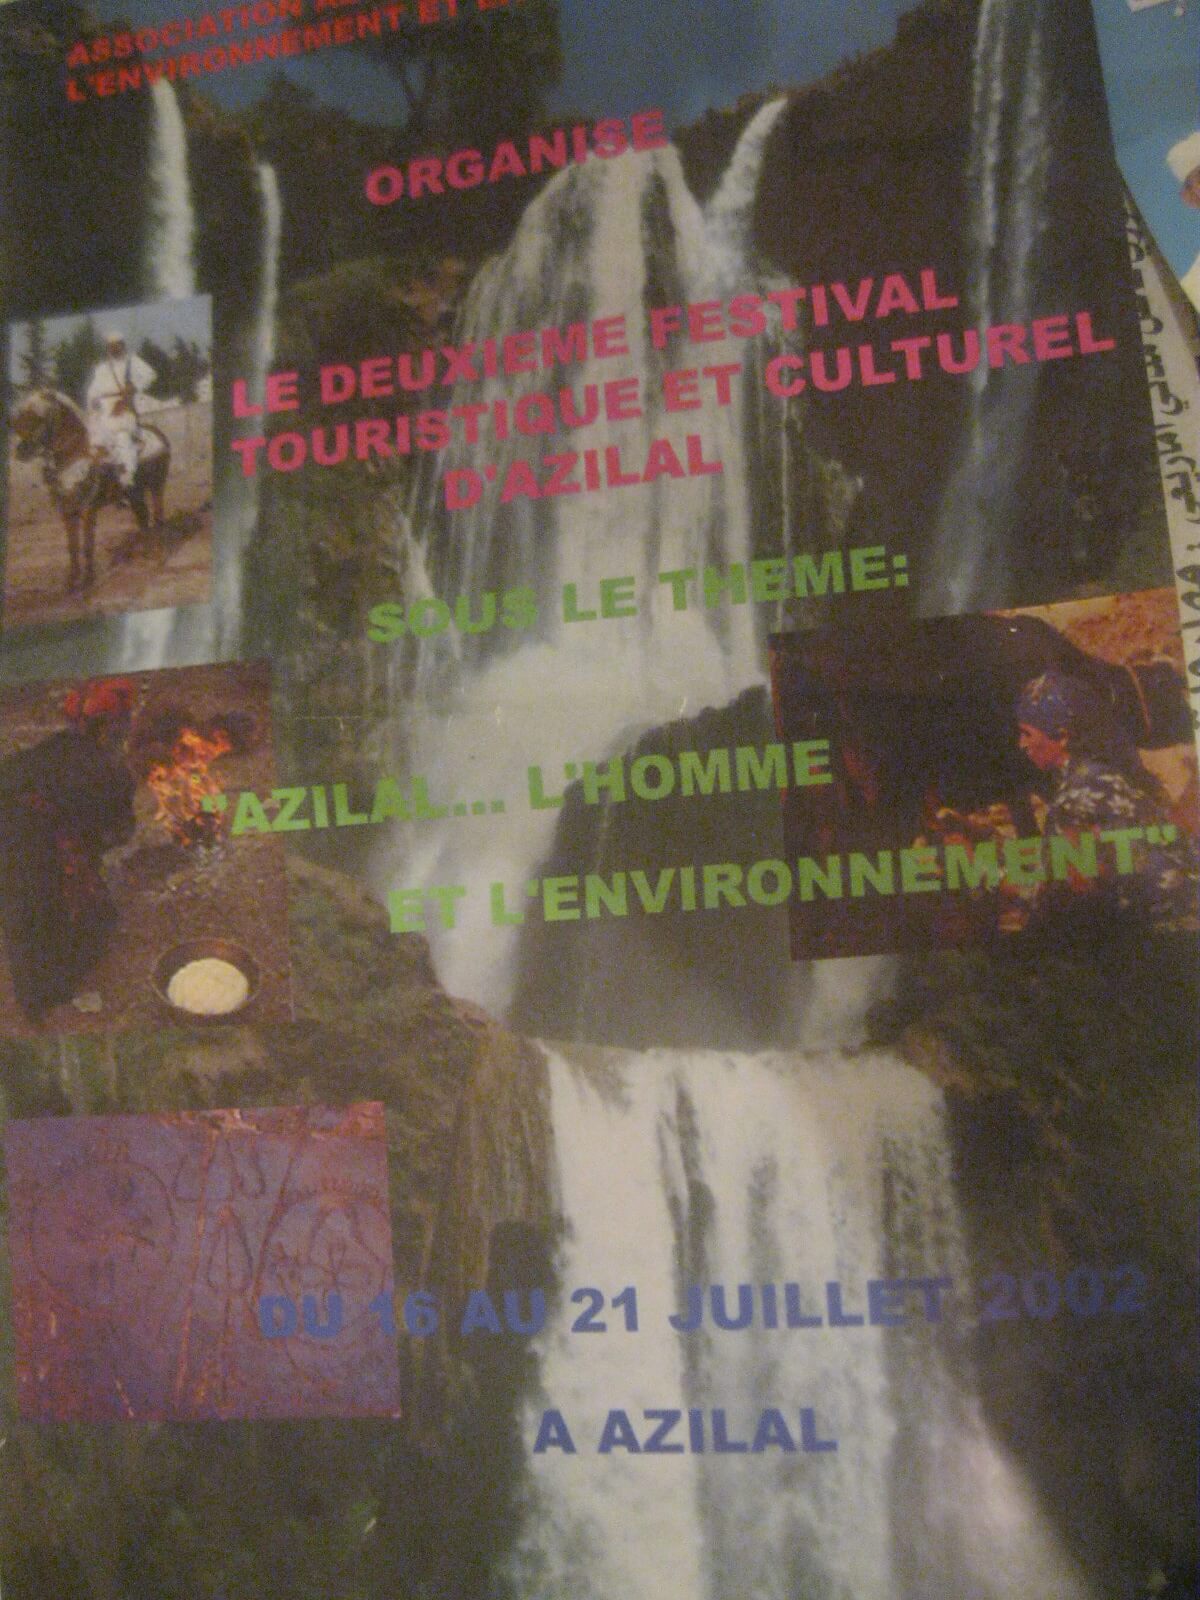 ASSOCIATION
L'ENVIRONNEMENT ET
ORGANISE
LE DEUXIEME FESTIVAL
TOURISTIQUE ET CULTUREL
D'AZILAL
SOUS LE THEME:
"AZILAL... L'HOMME
ET L'ENVIRONNEMENT"
DU 16 AU 21 JUILLET 2002
A AZILAL